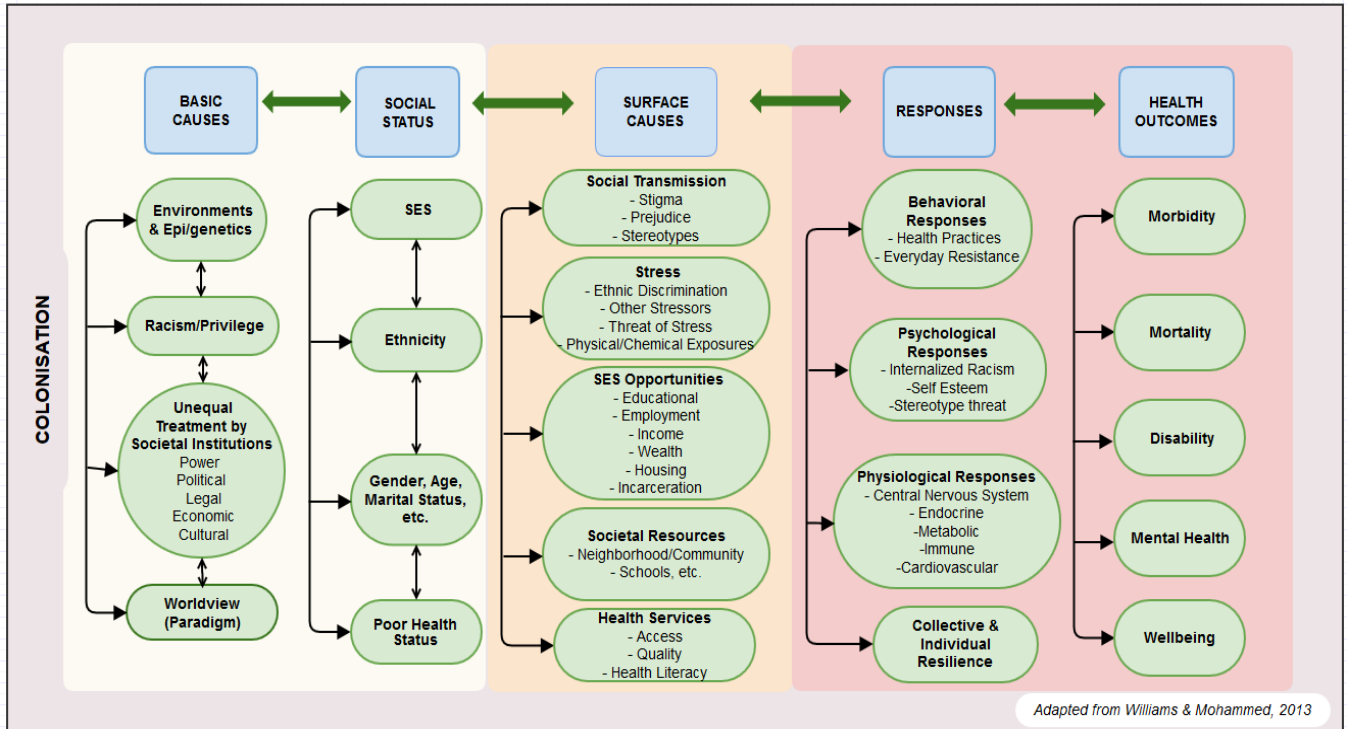 COLONISATION
BASIC
CAUSES
Environments
& Epi/genetics
Racism/Privilege
Unequal
Treatment by
Societal Institutions
Power
Political
Legal
Economic
Cultural
Worldview
(Paradigm)
SOCIAL
STATUS
SES
Ethnicity
Gender, Age,
Marital Status,
etc.
Poor Health
Status
SURFACE
CAUSES
Social Transmission
- Stigma
- Prejudice
- Stereotypes
Stress
- Ethnic Discrimination
- Other Stressors
- Threat of Stress
- Physical/Chemical Exposures
SES Opportunities
- Educational
- Employment
- Income
- Wealth
- Housing
- Incarceration
Societal Resources
- Neighborhood/Community
- Schools, etc.
Health Services
- Access
- Quality
- Health Literacy
RESPONSES
Behavioral
Responses
- Health Practices
- Everyday Resistance
Psychological
Responses
- Internalized Racism
-Self Esteem
-Stereotype threat
Physiological Responses
- Central Nervous System
- Endocrine
-Metabolic
-Immune
- Cardiovascular
Collective &
Individual
Resilience
HEALTH
OUTCOMES
Morbidity
Mortality
Disability
Mental Health
Wellbeing
Adapted from Williams & Mohammed, 2013